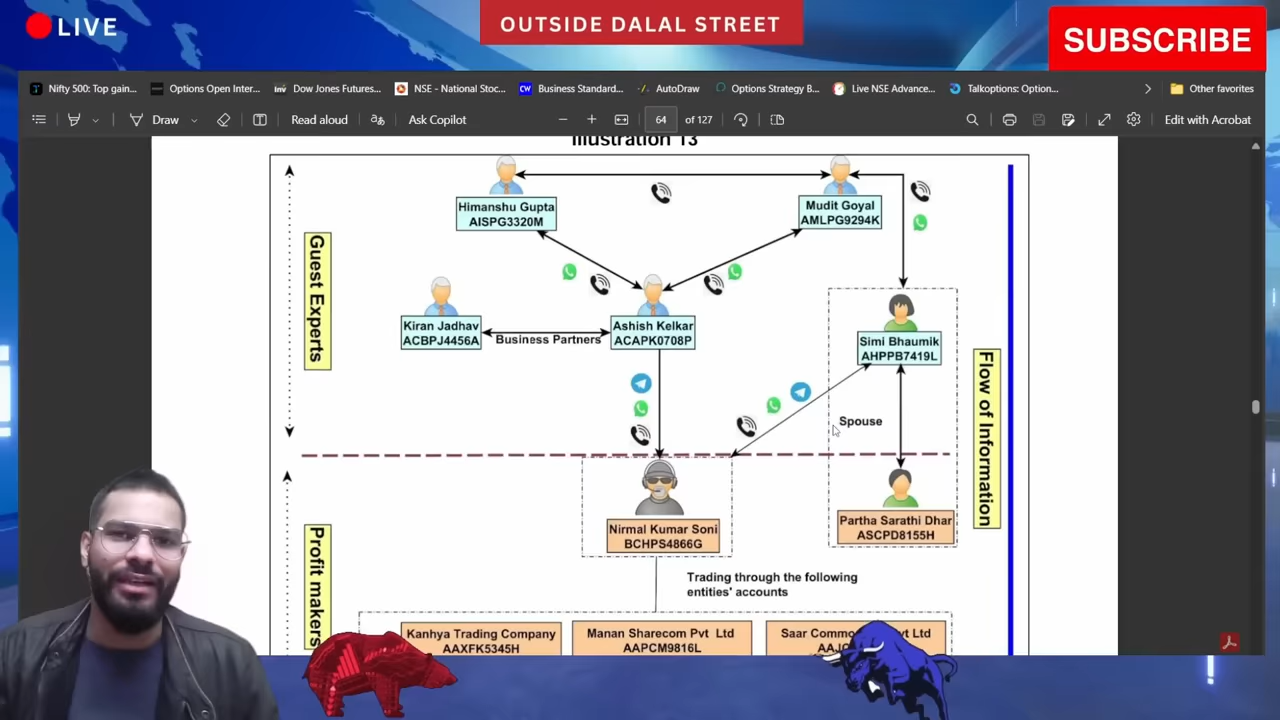 LIVE
OUTSIDE DALAL STREET
SUBSCRIBE
Nifty 500: Top gain...
Options Open Inter...
Dow Jones Futures...
NSE - National Stoc...
Business Standard...
AutoDraw
Options Strategy B...
Live NSE Advance...
Talkoptions: Option...
Other favorites
Draw
Read aloud
Ask Copilot
64
of 127
Edit with Acrobat
Illustration 13
Guest Experts
Himanshu Gupta
AISPG3320M
Mudit Goyal
AMLPG9294K
Kiran Jadhav
ACBPJ4456A
Business Partners
Ashish Kelkar
ACAPK0708P
Simi Bhaumik
AHPPB7419L
Flow of Information
Spouse
Nirmal Kumar Soni
BCHPS4866G
Partha Sarathi Dhar
ASCPD8155H
Profit makers
Trading through the following
entities' accounts
Kanhya Trading Company
AAXFK5345H
Manan Sharecom Pvt Ltd
AAPCM9816L
Saar Ltd